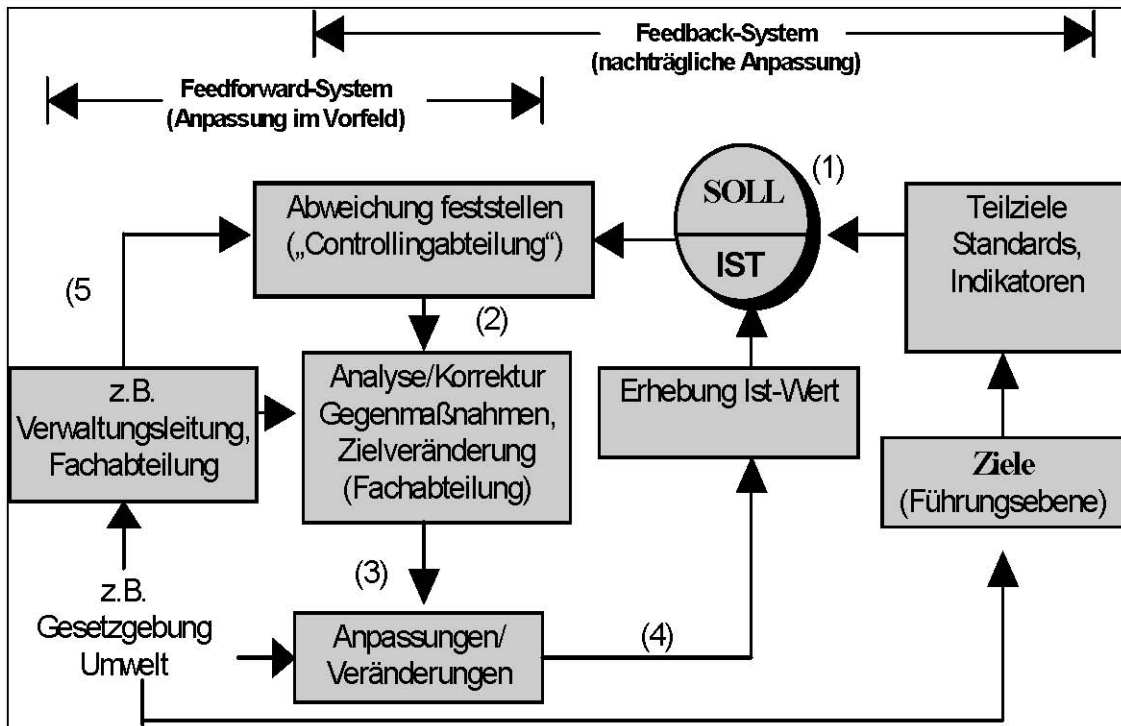 Feedback-System
(nachträgliche Anpassung)
Feedforward-System
(Anpassung im Vorfeld)
SOLL
IST
(1)
Teilziele
Standards,
Indikatoren
Abweichung feststellen
(„Controllingabteilung“)
(5
(2)
z.B.
Verwaltungsleitung,
Fachabteilung
Analyse/Korrektur
Gegenmaßnahmen,
Zielveränderung
(Fachabteilung)
Erhebung Ist-Wert
Ziele
(Führungsebene)
(3)
z.B.
Gesetzgebung
Umwelt
Anpassungen/
Veränderungen
(4)